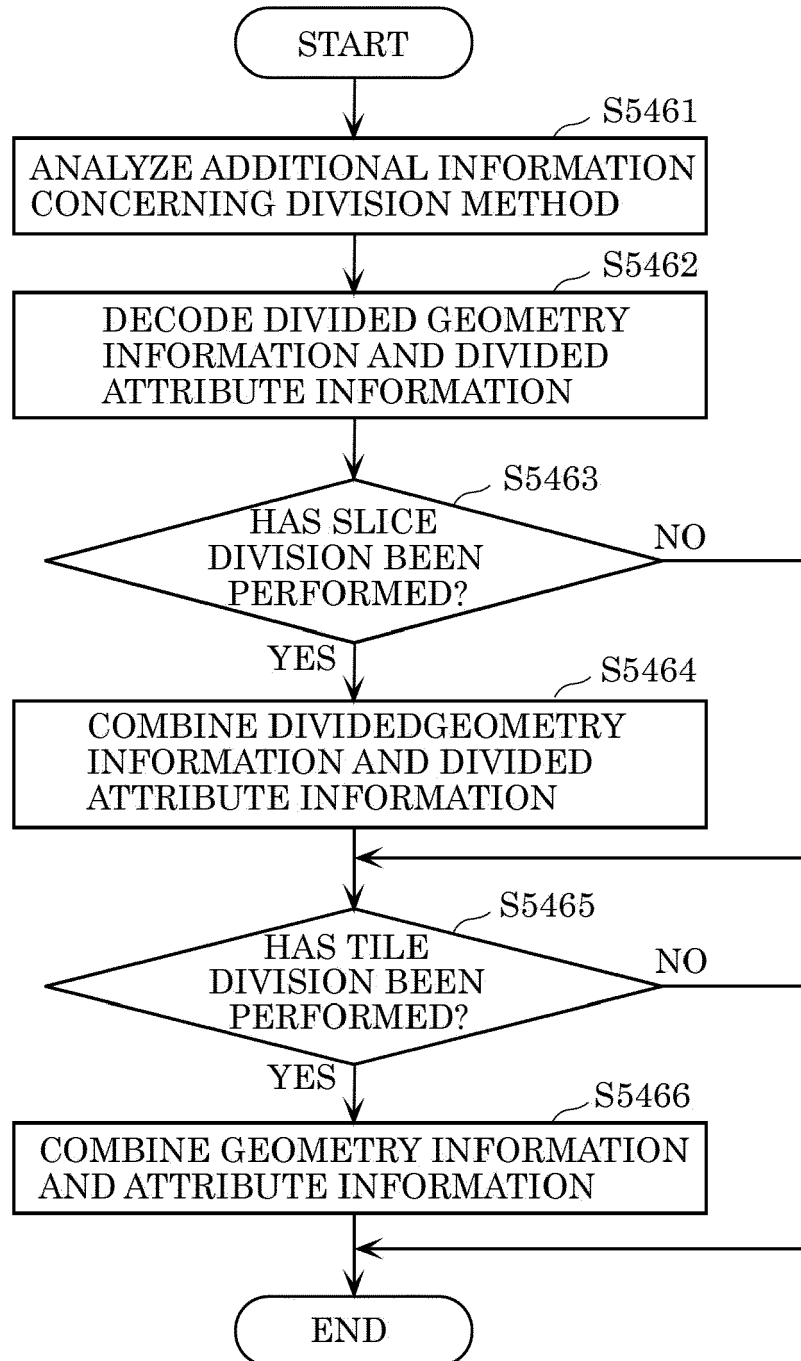 START
S5461
ANALYZE ADDITIONAL INFORMATION
CONCERNING DIVISION METHOD
S5462
DECODE DIVIDED GEOMETRY
INFORMATION AND DIVIDED
ATTRIBUTE INFORMATION
S5463
HAS SLICE
DIVISION BEEN
PERFORMED?
NO
YES
S5464
COMBINE DIVIDEDGEOMETRY
INFORMATION AND DIVIDED
ATTRIBUTE INFORMATION
S5465
HAS TILE
DIVISION BEEN
PERFORMED?
NO
YES
S5466
COMBINE GEOMETRY INFORMATION
AND ATTRIBUTE INFORMATION
END